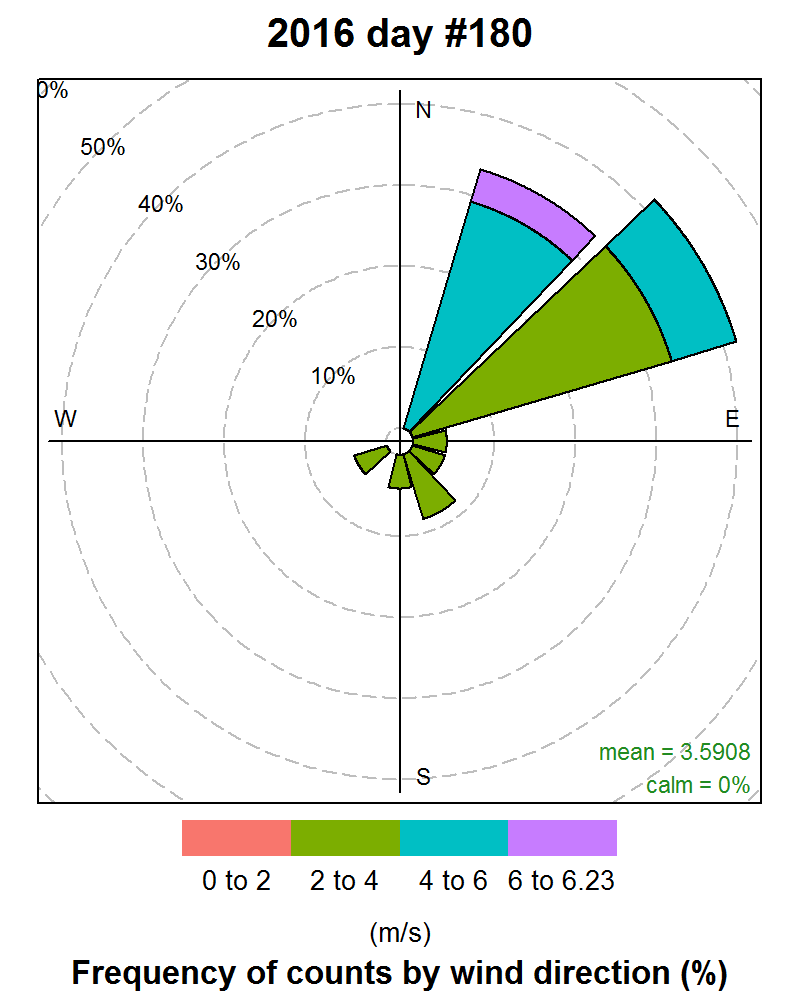 2016 day #180
0%
50%
40%
30%
20%
10%
N
W
E
S
mean = 3.5908
calm = 0%
0 to 2
2 to 4
4 to 6
6 to 6.23
(m/s)
Frequency of counts by wind direction (%)